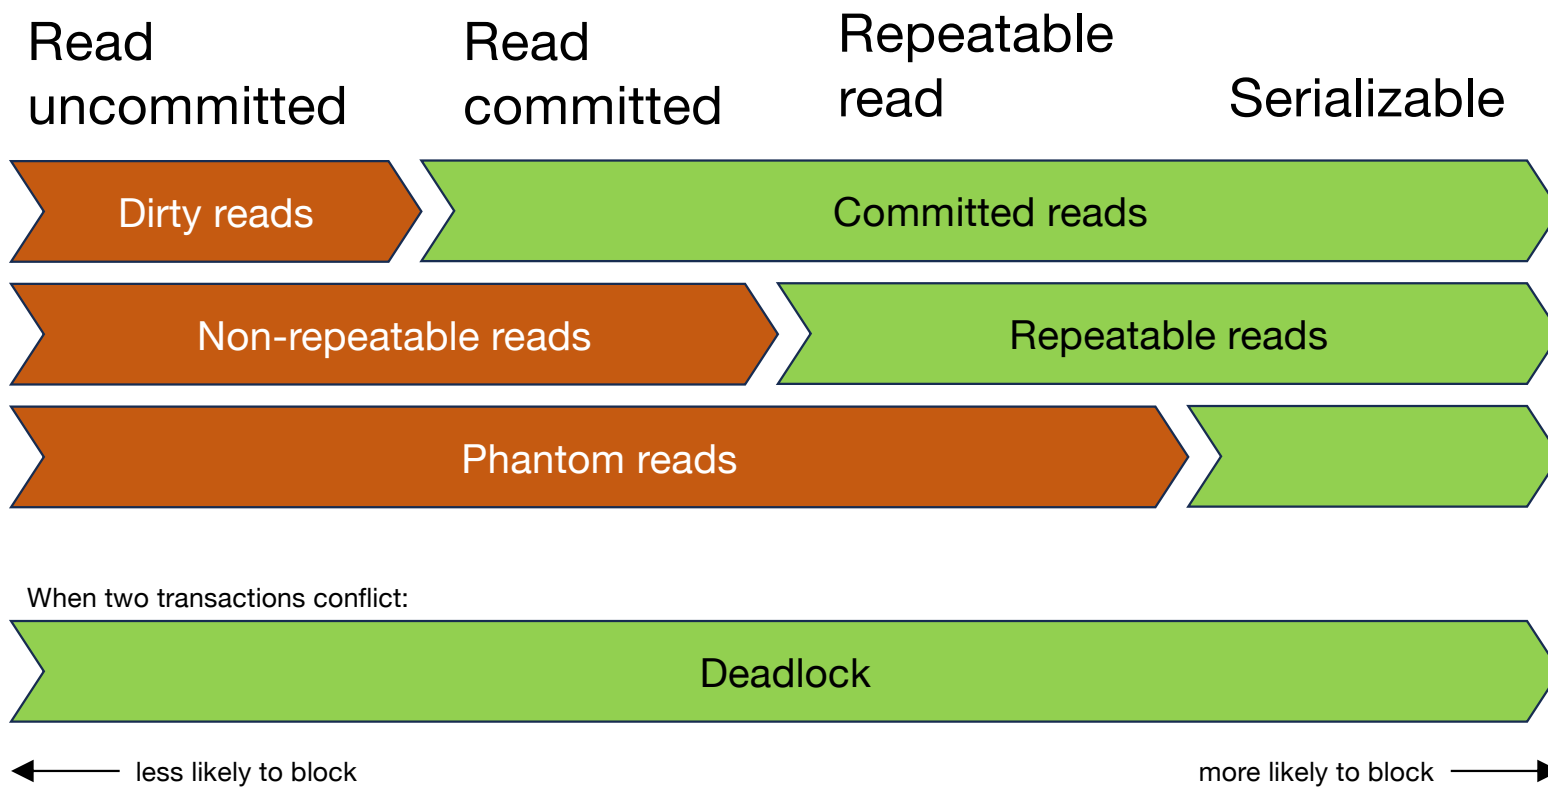 Read
uncommitted
Read
committed
Repeatable
read
Serializable
Dirty reads
Committed reads
Non-repeatable reads
Repeatable reads
Phantom reads
When two transactions conflict:
Deadlock
less likely to block
more likely to block